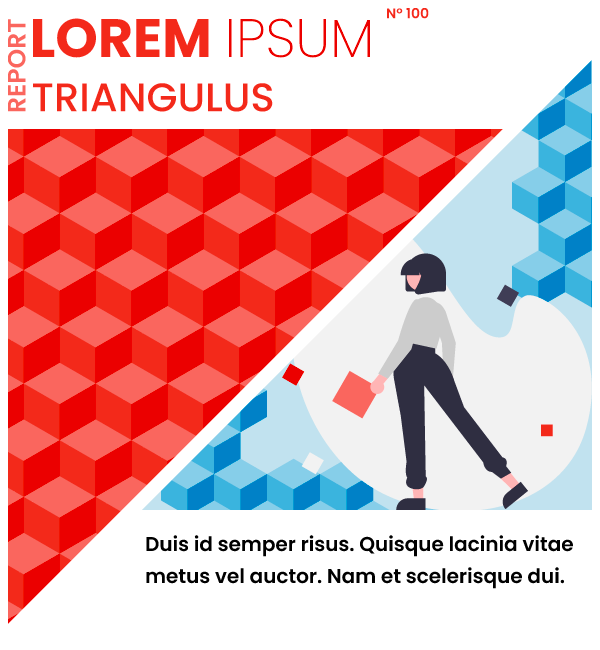 REPORT
LOREM IPSUM
Nº 100
TRIANGULUS
Duis id semper risus. Quisque lacinia vitae
metus vel auctor. Nam et scelerisque dui.